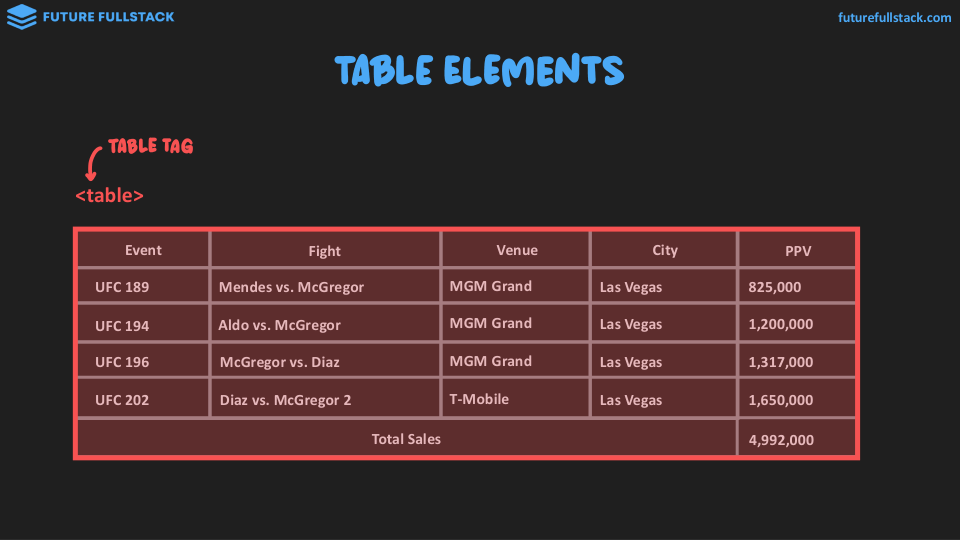 FUTURE FULLSTACK
futurefullstack.com
TABLE ELEMENTS
TABLE TAG
<table>
Event Fight Venue City PPV
UFC 189 Mendes vs. McGregor MGM Grand Las Vegas 825,000
UFC 194 Aldo vs. McGregor MGM Grand Las Vegas 1,200,000
UFC 196 McGregor vs. Diaz MGM Grand Las Vegas 1,317,000
UFC 202 Diaz vs. McGregor 2 T-Mobile Las Vegas 1,650,000
Total Sales 4,992,000